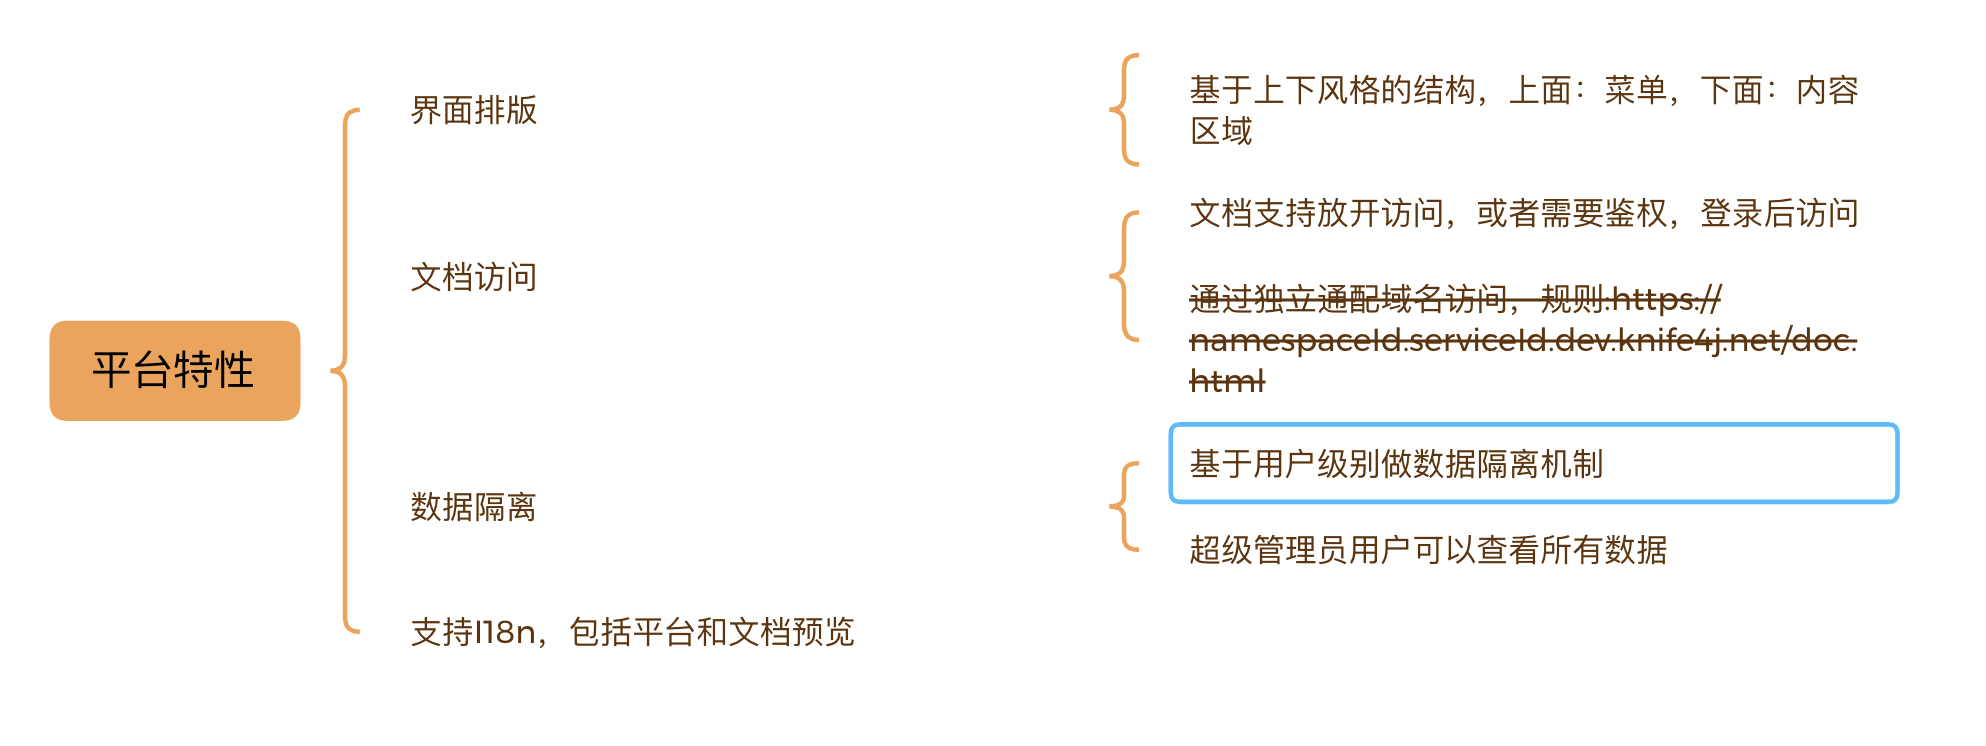 平台特性
界面排版
基于上下风格的结构，上面：菜单，下面：内容
区域
文档访问
文档支持放开访问，或者需要鉴权，登录后访问
通过独立通配域名访问，规则:https://
namespaceId.serviceId.dev.knife4j.net/doc.
html
数据隔离
基于用户级别做数据隔离机制
超级管理员用户可以查看所有数据
支持I18n，包括平台和文档预览